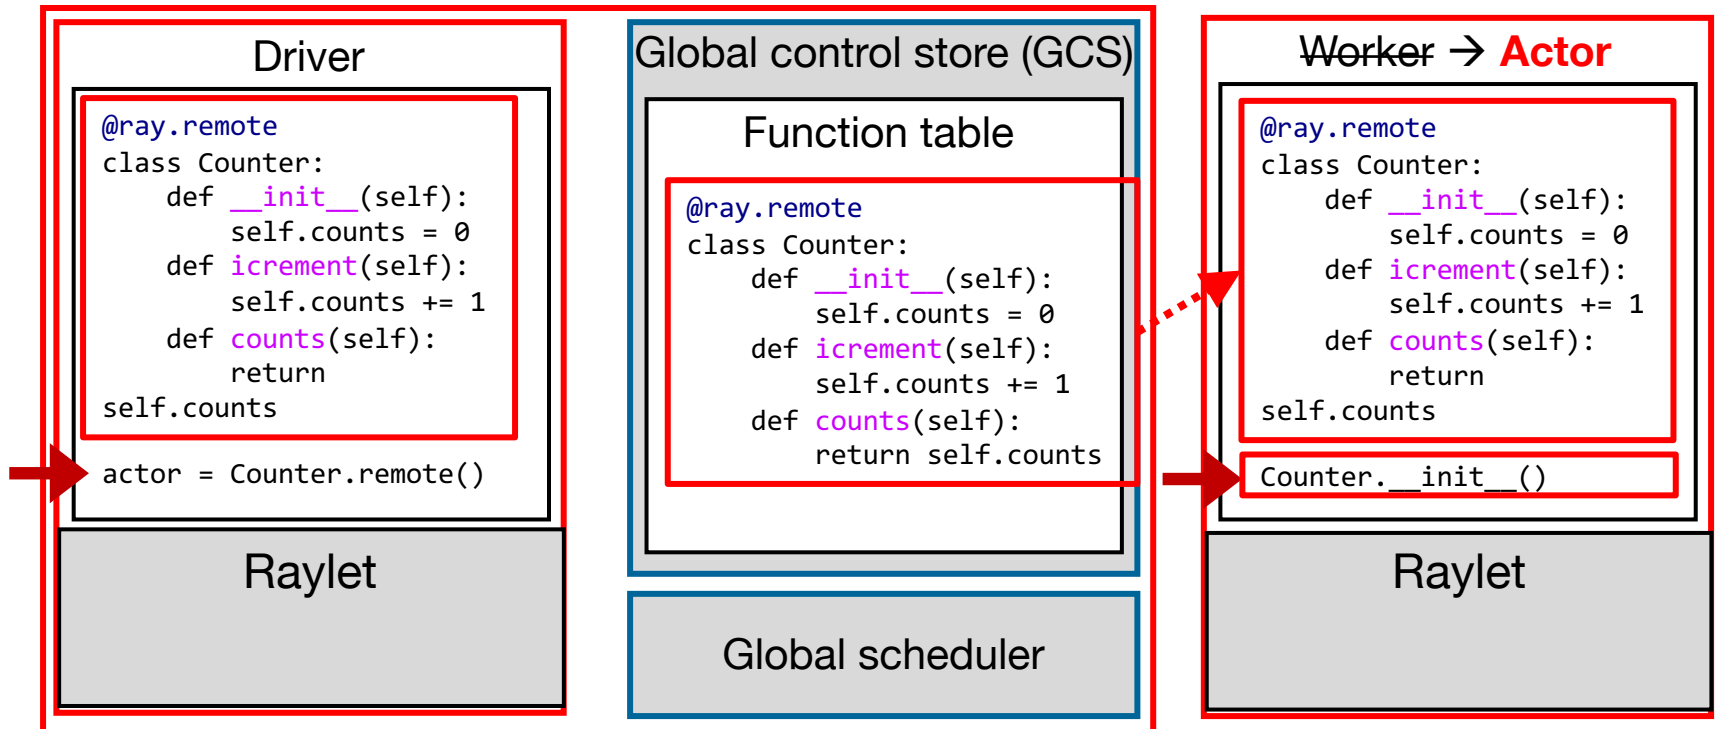 Driver
@ray.remote
class Counter:
    def __init__(self):
        self.counts = 0
    def icrement(self):
        self.counts += 1
    def counts(self):
        return
self.counts
actor = Counter.remote()
Raylet
Global control store (GCS)
Function table
@ray.remote
class Counter:
    def __init__(self):
        self.counts = 0
    def icrement(self):
        self.counts += 1
    def counts(self):
        return self.counts
Global scheduler
Worker → Actor
@ray.remote
class Counter:
    def __init__(self):
        self.counts = 0
    def icrement(self):
        self.counts += 1
    def counts(self):
        return
self.counts
Counter.__init__()
Raylet